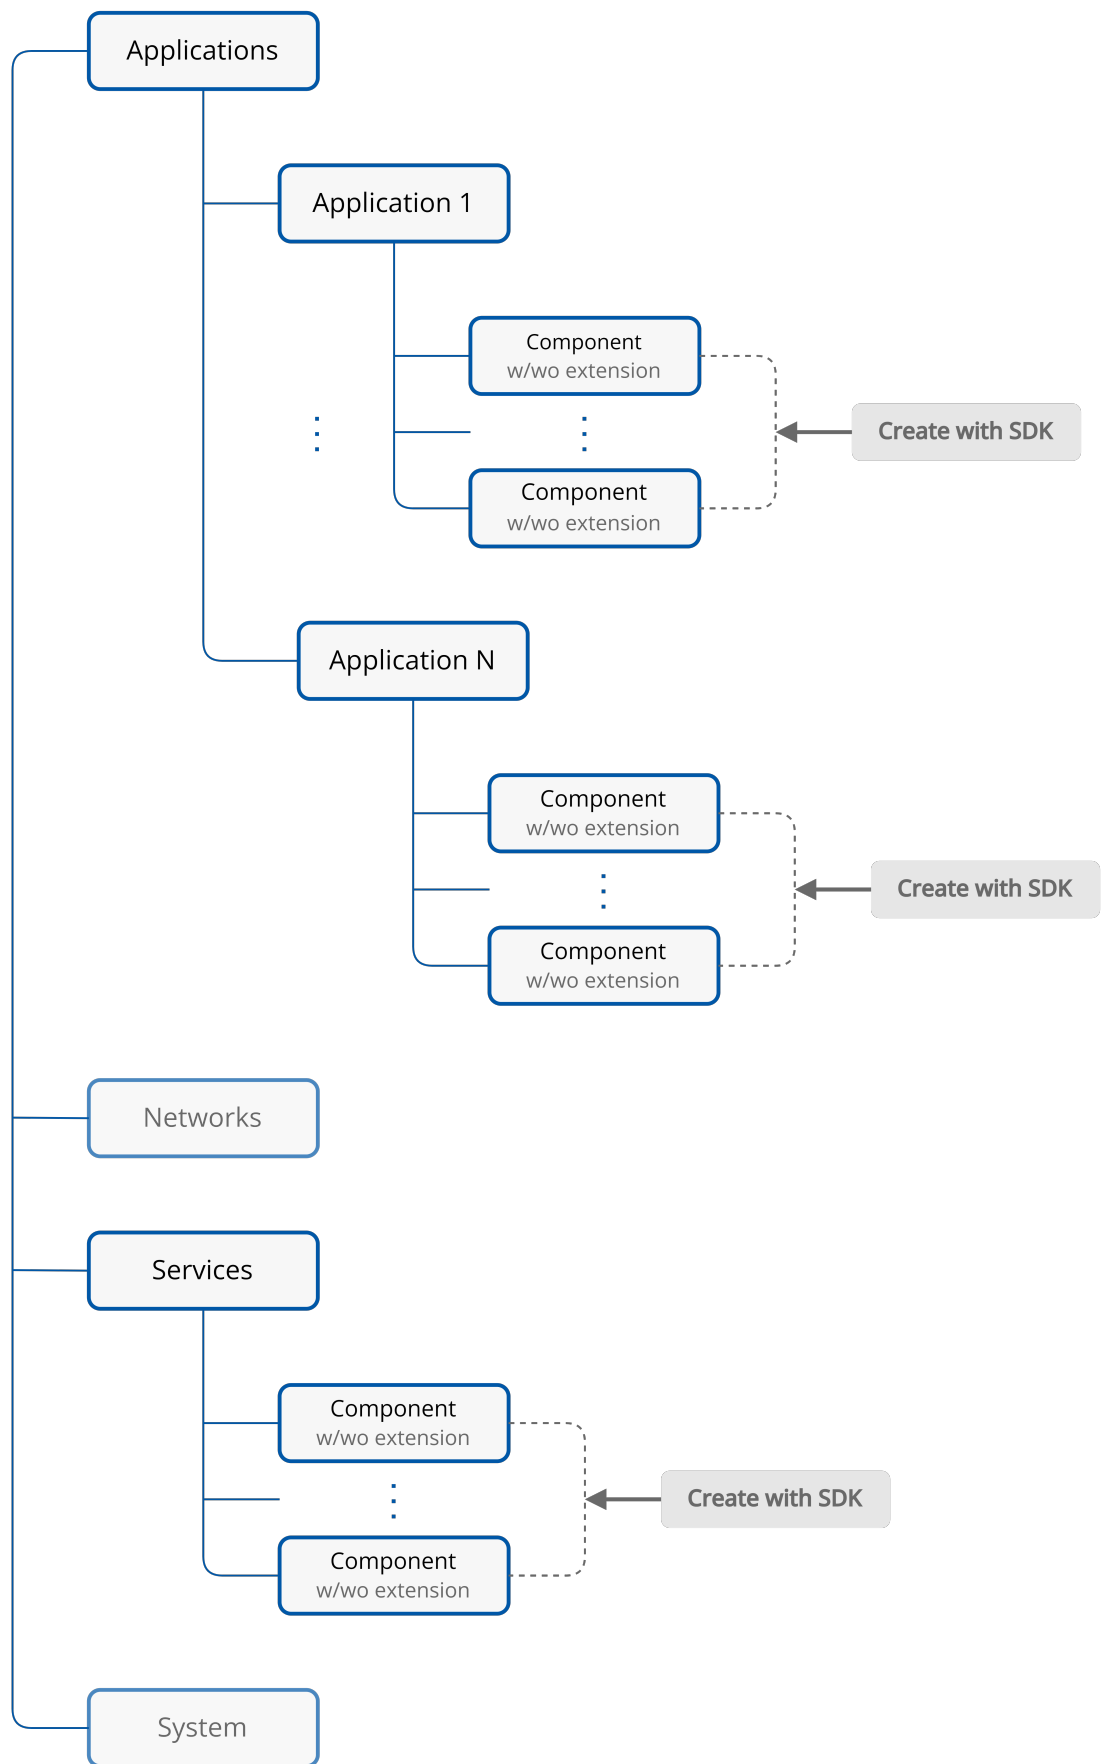 Applications
Application 1
Component
w/wo extension
Create with SDK
Component
w/wo extension
Application N
Component
w/wo extension
Create with SDK
Component
w/wo extension
Networks
Services
Component
w/wo extension
Create with SDK
Component
w/wo extension
System